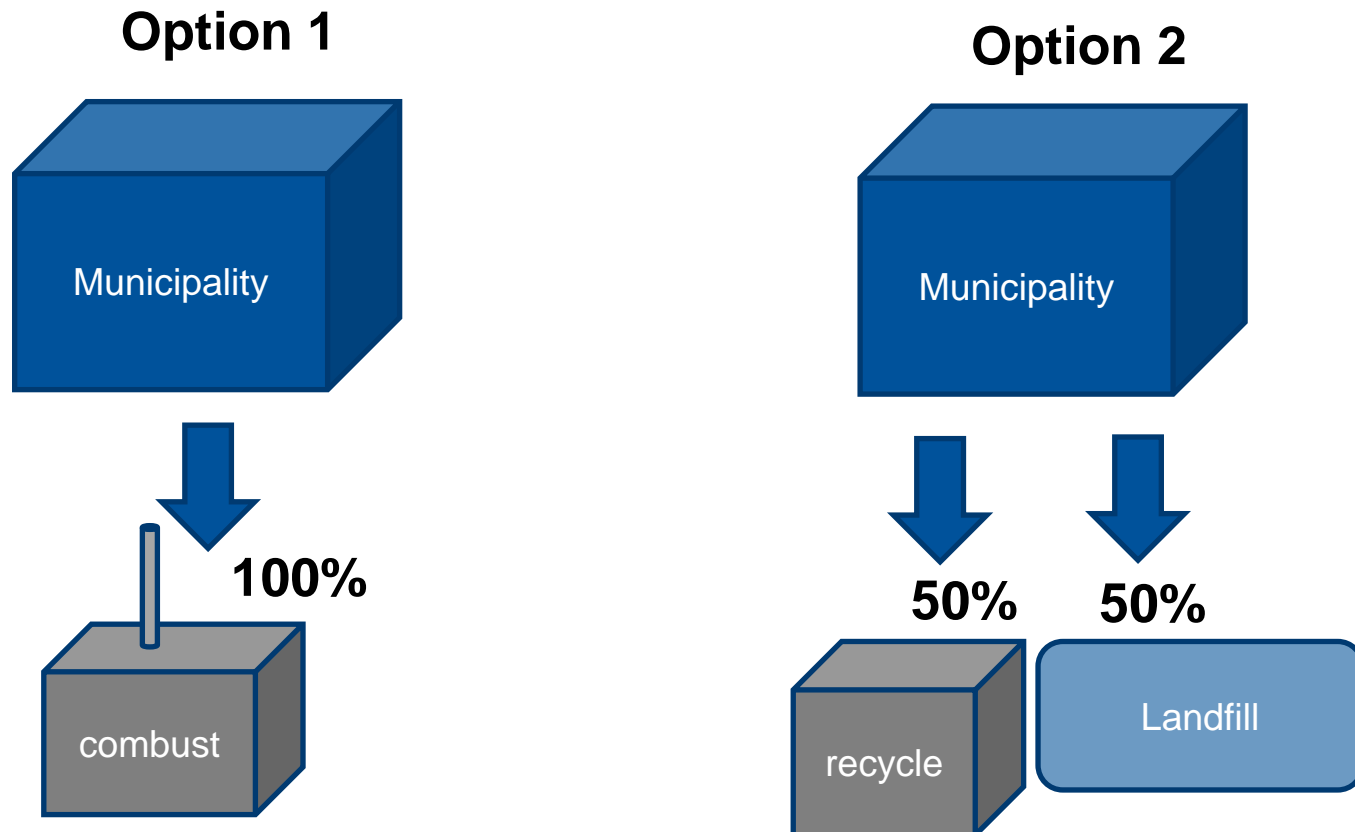 Option 1
Municipality
100%
combust
Option 2
Municipality
50% 50%
recycle
Landfill